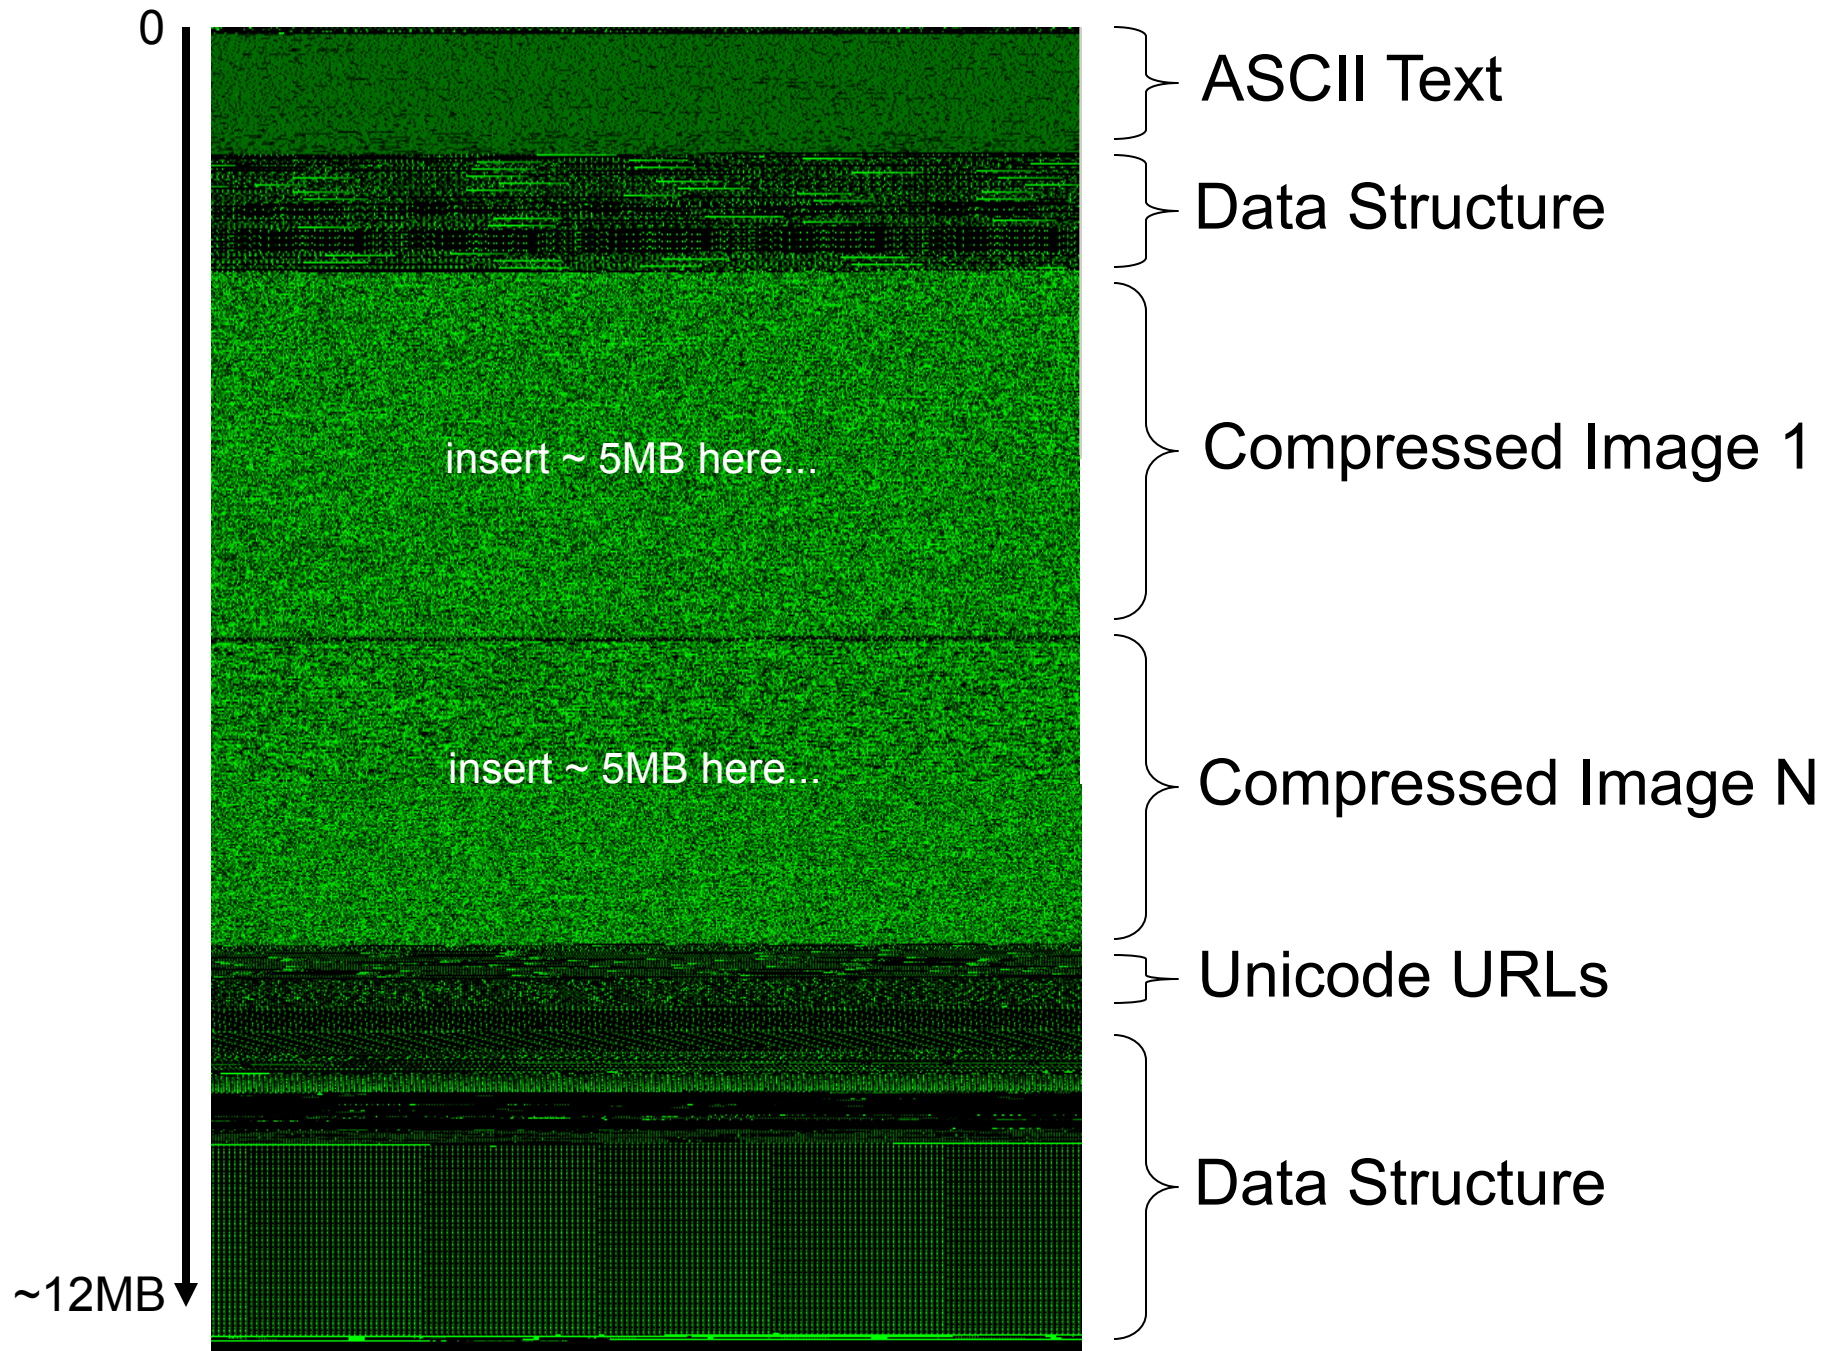 0
ASCII Text
Data Structure
Compressed Image 1
insert ~ 5MB here...
Compressed Image N
insert ~ 5MB here...
Unicode URLs
Data Structure
~12MB